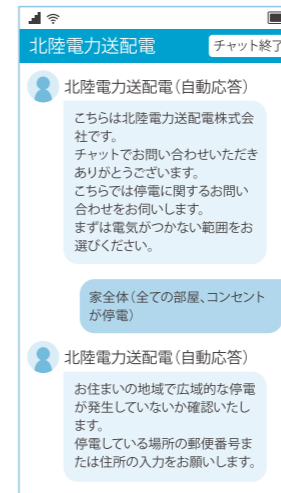 北陸電力送配電
チャット終了
北陸電力送配電(自動応答)
こちらは北陸電力送配電株式会
社です。
チャットでお問い合わせいただき
ありがとうございます。
こちらでは停電に関するお問い
合わせをお伺いします。
まずは電気がつかない範囲をお
選びください。
家全体(全ての部屋、コンセント
が停電)
北陸電力送配電(自動応答)
お住まいの地域で広域的な停電
が発生していないか確認いたし
ます。
停電している場所の郵便番号ま
たは住所の入力をお願いします。